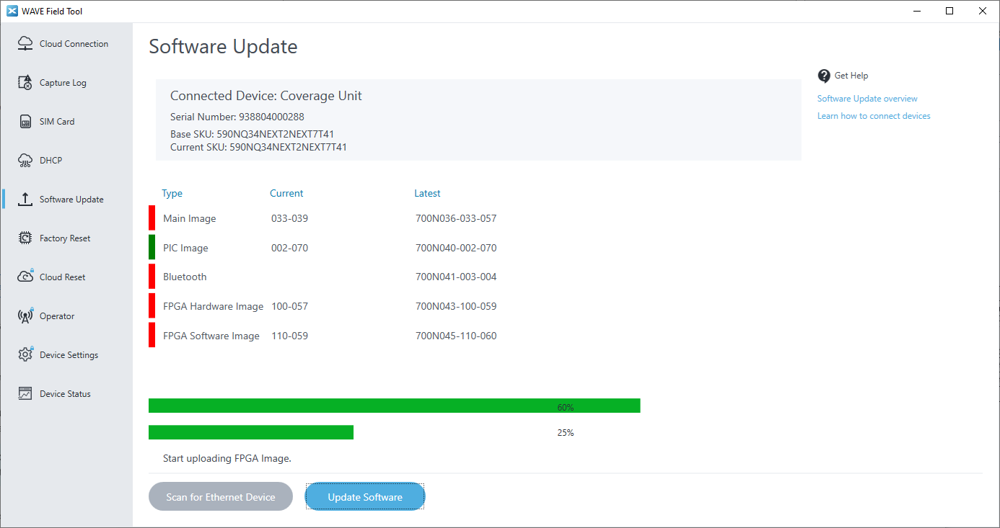 WAVE Field Tool
Cloud Connection
Capture Log
SIM Card
DHCP
Software Update
Factory Reset
Cloud Reset
Operator
Device Settings
Device Status
Software Update
Connected Device: Coverage Unit
Serial Number: 938804000288
Base SKU: 590NQ34NEXT2NEXT7T41
Current SKU: 590NQ34NEXT2NEXT7T41
Get Help
Software Update overview
Learn how to connect devices
Type Current Latest
Main Image 033-039 700N036-033-057
PIC Image 002-070 700N040-002-070
Bluetooth 700N041-003-004
FPGA Hardware Image 100-057 700N043-100-059
FPGA Software Image 110-059 700N045-110-060
60%
25%
Start uploading FPGA Image.
Scan for Ethernet Device Update Software